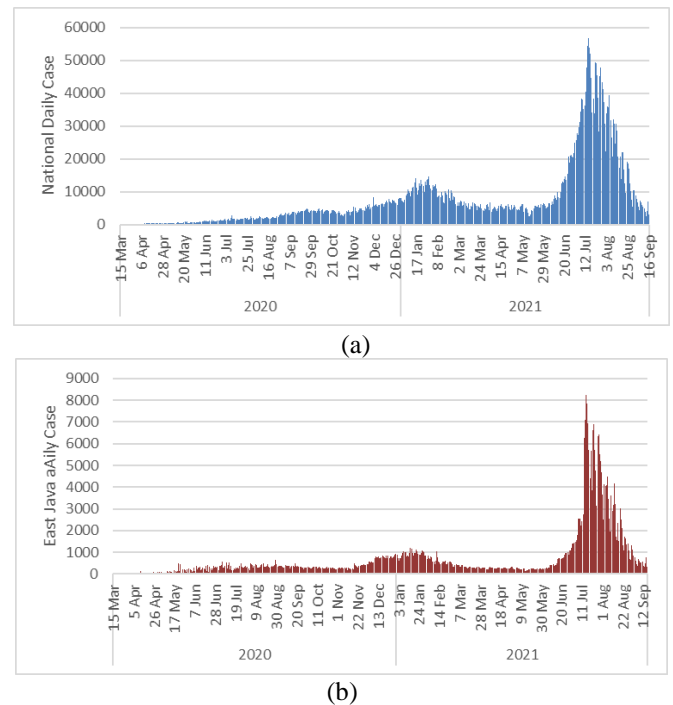 60000
50000
40000
30000
20000
10000
0
National Daily Case
15 Mar
6 Apr
28 Apr
20 May
11 Jun
3 Jul
25 Jul
16 Aug
7 Sep
29 Sep
21 Oct
12 Nov
4 Dec
26 Dec
17 Jan
8 Feb
2 Mar
24 Mar
15 Apr
7 May
29 May
20 Jun
12 Jul
3 Aug
25 Aug
16 Sep
2020 2021
(a)
9000
8000
7000
6000
5000
4000
3000
2000
1000
0
East Java aAily Case
15 Mar
5 Apr
26 Apr
17 May
7 Jun
28 Jun
19 Jul
9 Aug
30 Aug
20 Sep
11 Oct
1 Nov
22 Nov
13 Dec
3 Jan
24 Jan
14 Feb
7 Mar
28 Mar
18 Apr
9 May
30 May
20 Jun
11 Jul
1 Aug
22 Aug
12 Sep
2020 2021
(b)